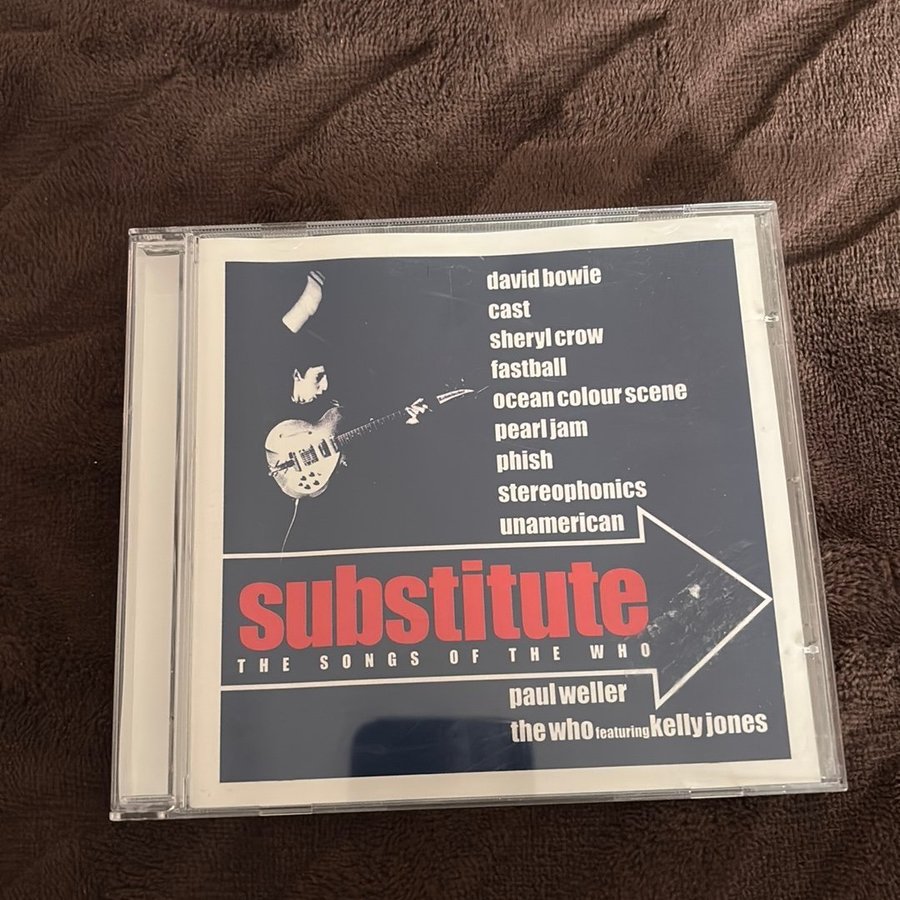 david bowie
cast
sheryl crow
fastball
ocean colour scene
pearl jam
phish
stereophonics
unamerican
substitute
THE SONGS OF THE WHO
paul weller
the who featuring kelly jones